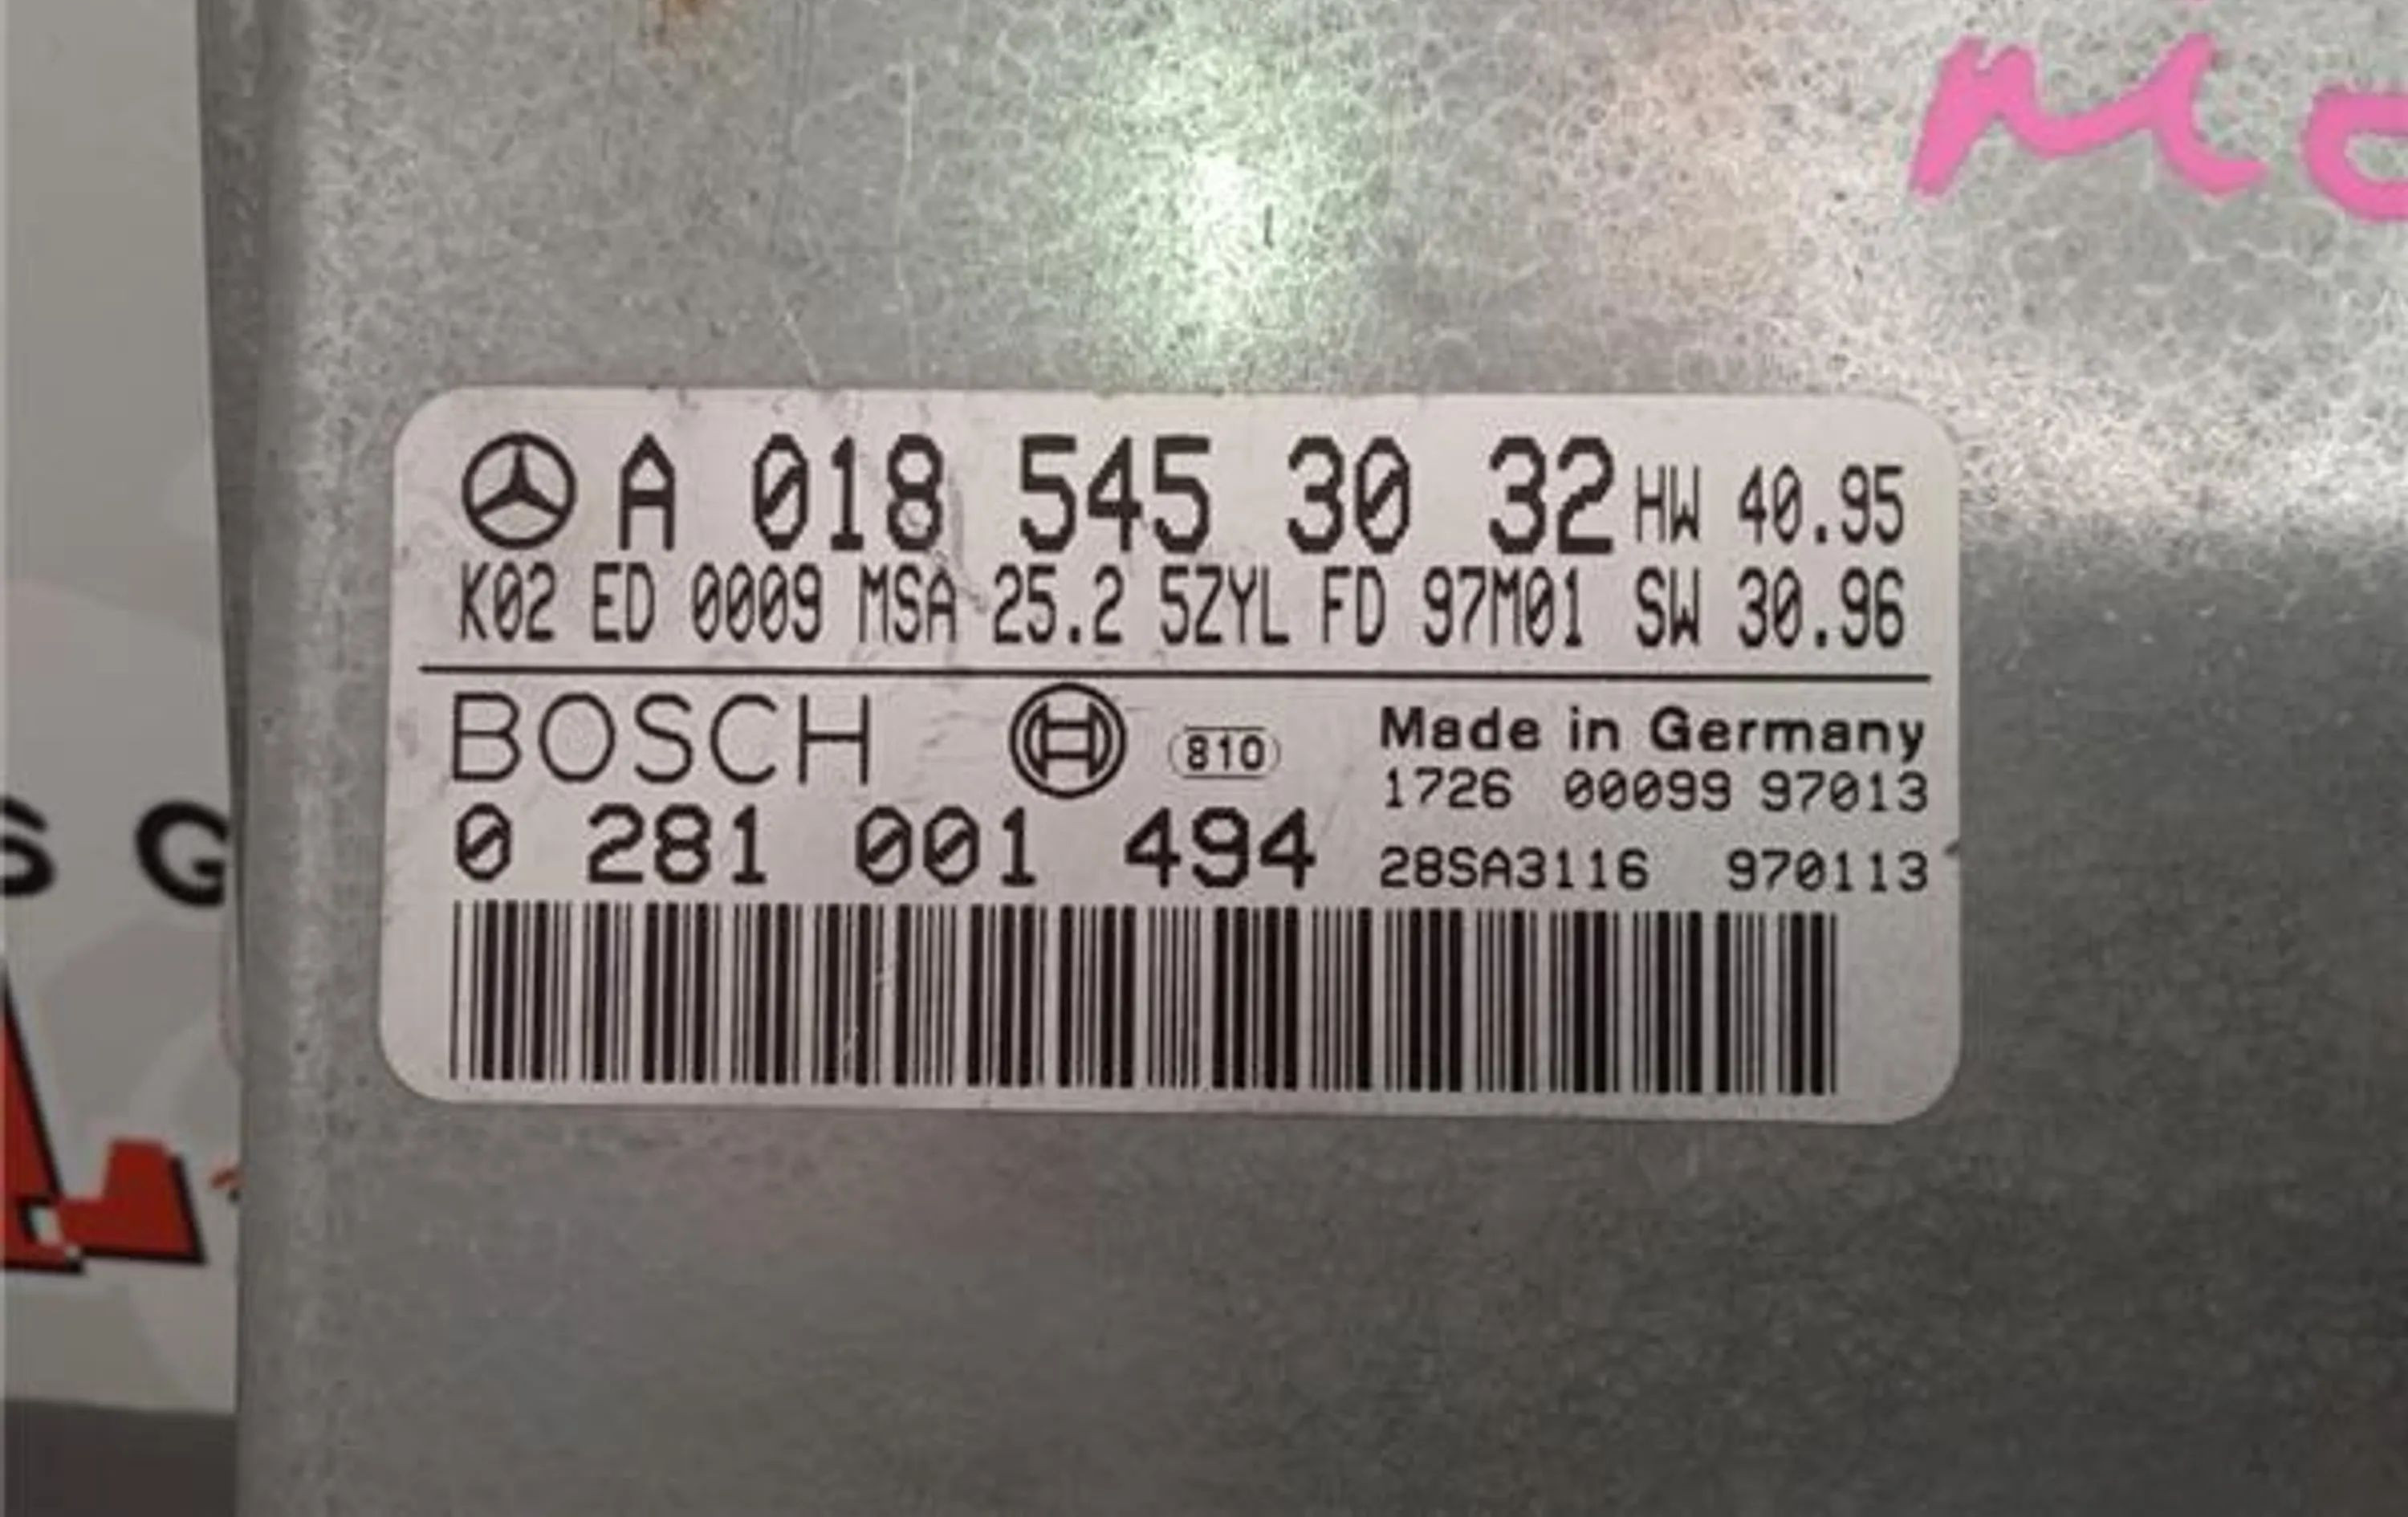 A 018 545 30 32 HW 40.95
K02 ED 0009 MSA 25.2 5ZYL FD 97M01 SW 30.96
BOSCH 810 Made in Germany
1726 00099 97013
0 281 001 494 28SA3116 970113
S G